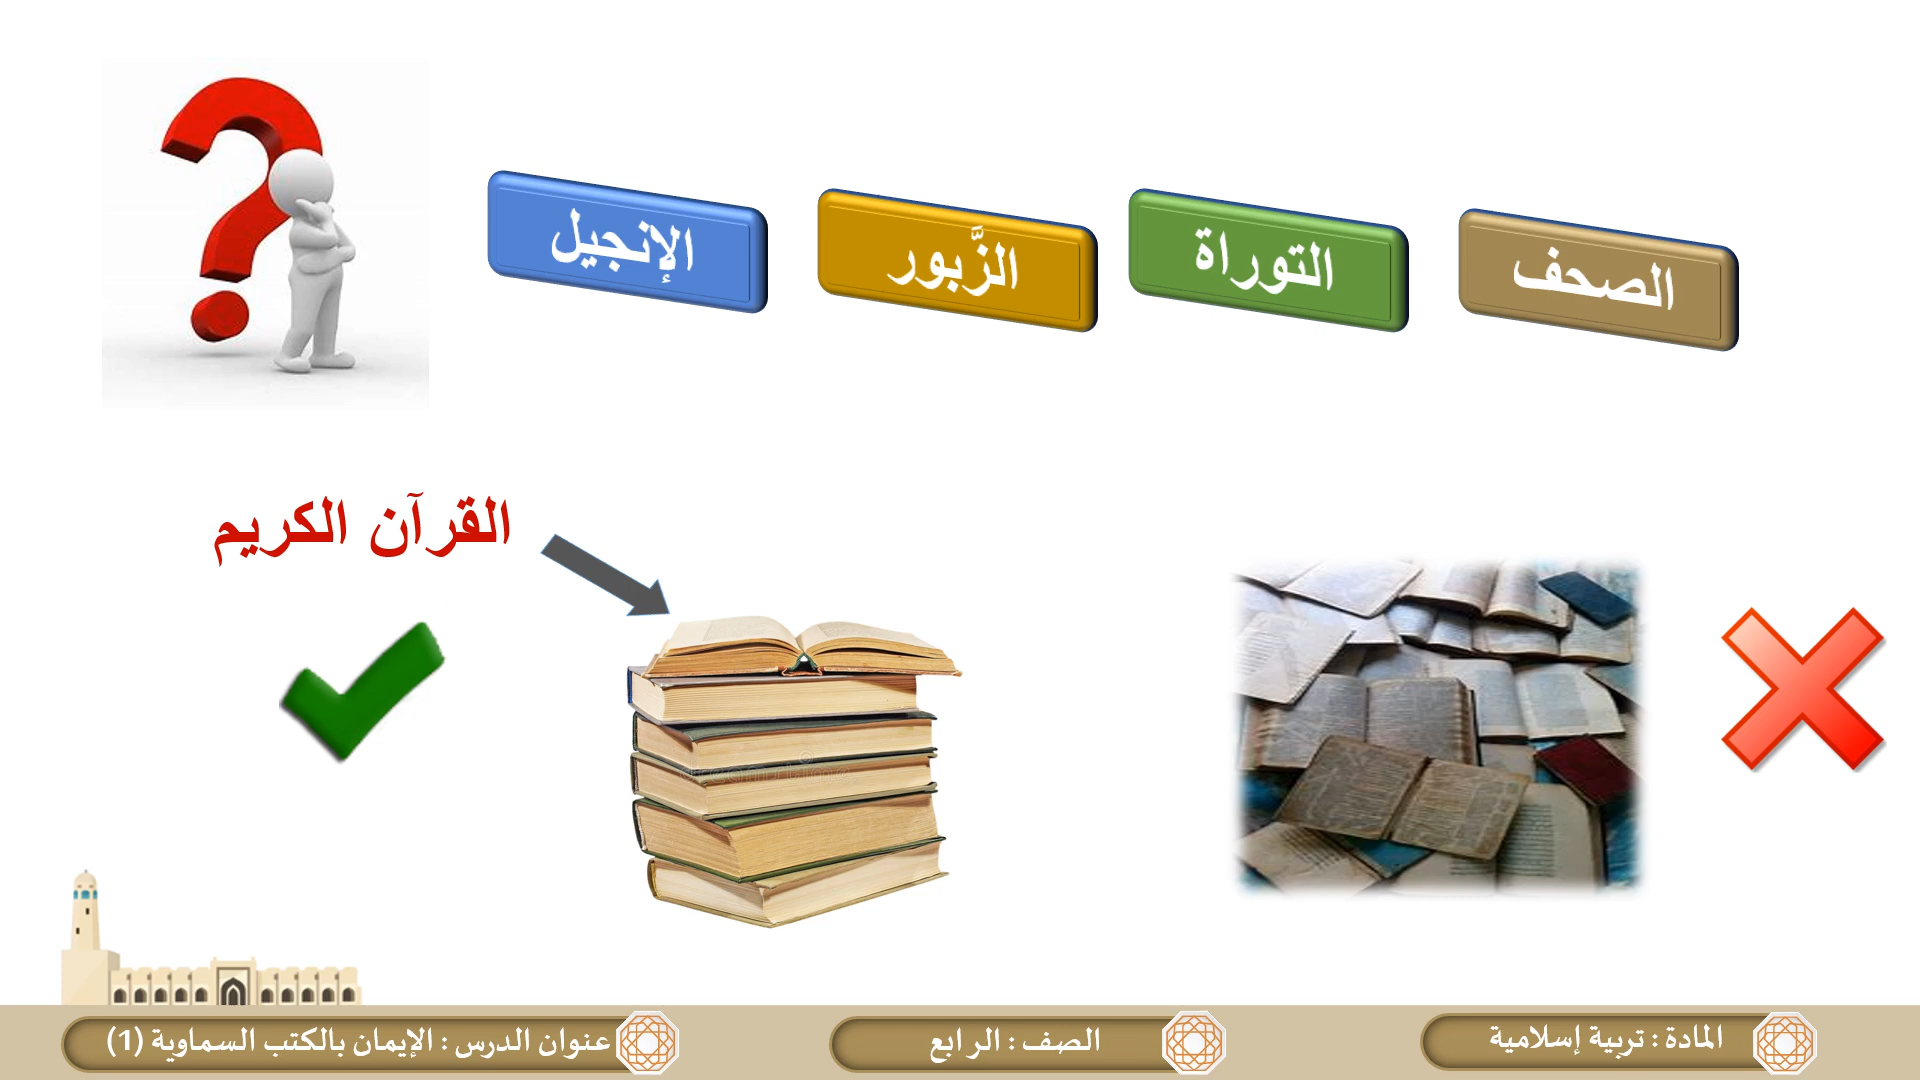 الصحف
التوراة
الزَّبور
الإنجيل
القرآن الكريم
المادة : تربية إسلامية
الصف : الرابع
عنوان الدرس : الإيمان بالكتب السماوية (1)